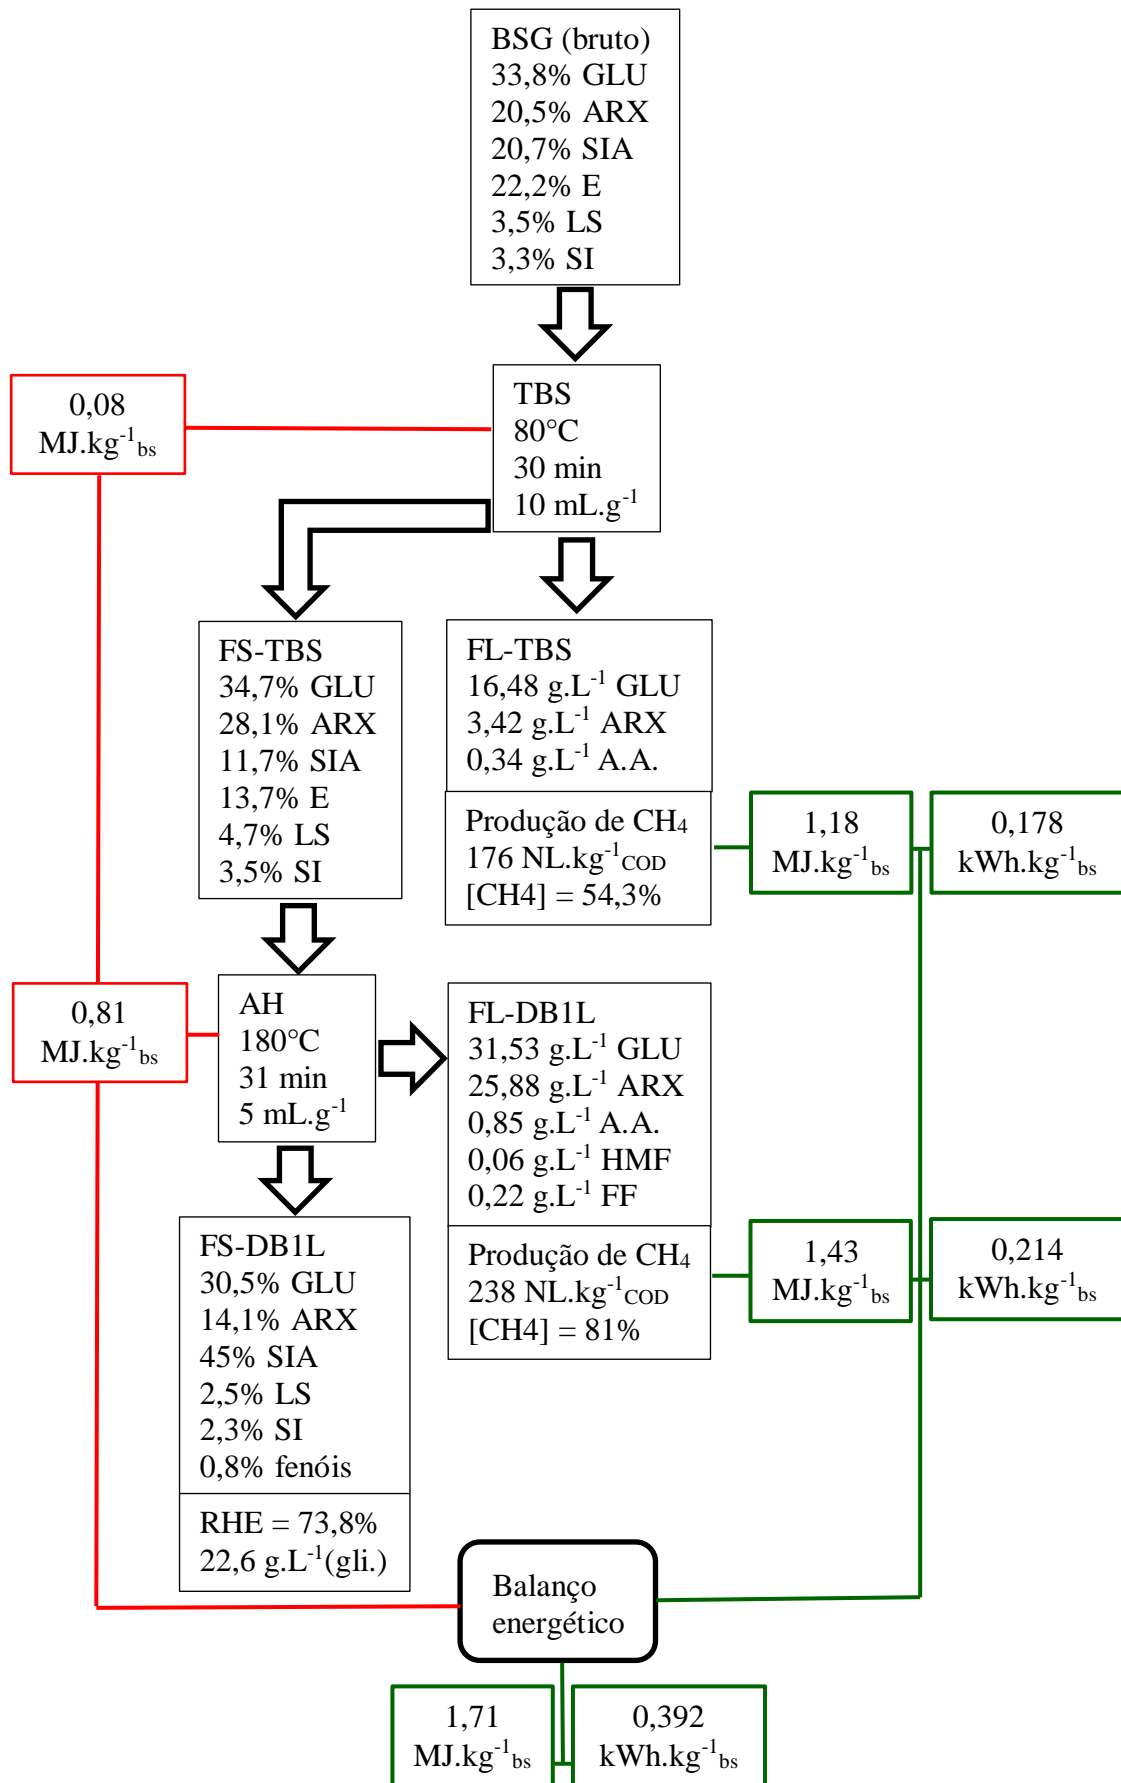 BSG (bruto)
33,8% GLU
20,5% ARX
20,7% SIA
22,2% E
3,5% LS
3,3% SI
0,08
MJ.kg⁻¹bs
TBS
80°C
30 min
10 mL.g⁻¹
FS-TBS
34,7% GLU
28,1% ARX
11,7% SIA
13,7% E
4,7% LS
3,5% SI
FL-TBS
16,48 g.L⁻¹ GLU
3,42 g.L⁻¹ ARX
0,34 g.L⁻¹ A.A.
Produção de CH₄
176 NL.kg⁻¹COD
[CH4] = 54,3%
1,18
MJ.kg⁻¹bs
0,178
kWh.kg⁻¹bs
0,81
MJ.kg⁻¹bs
AH
180°C
31 min
5 mL.g⁻¹
FL-DB1L
31,53 g.L⁻¹ GLU
25,88 g.L⁻¹ ARX
0,85 g.L⁻¹ A.A.
0,06 g.L⁻¹ HMF
0,22 g.L⁻¹ FF
Produção de CH₄
238 NL.kg⁻¹COD
[CH4] = 81%
1,43
MJ.kg⁻¹bs
0,214
kWh.kg⁻¹bs
FS-DB1L
30,5% GLU
14,1% ARX
45% SIA
2,5% LS
2,3% SI
0,8% fenóis
RHE = 73,8%
22,6 g.L⁻¹(gli.)
Balanço
energético
1,71
MJ.kg⁻¹bs
0,392
kWh.kg⁻¹bs